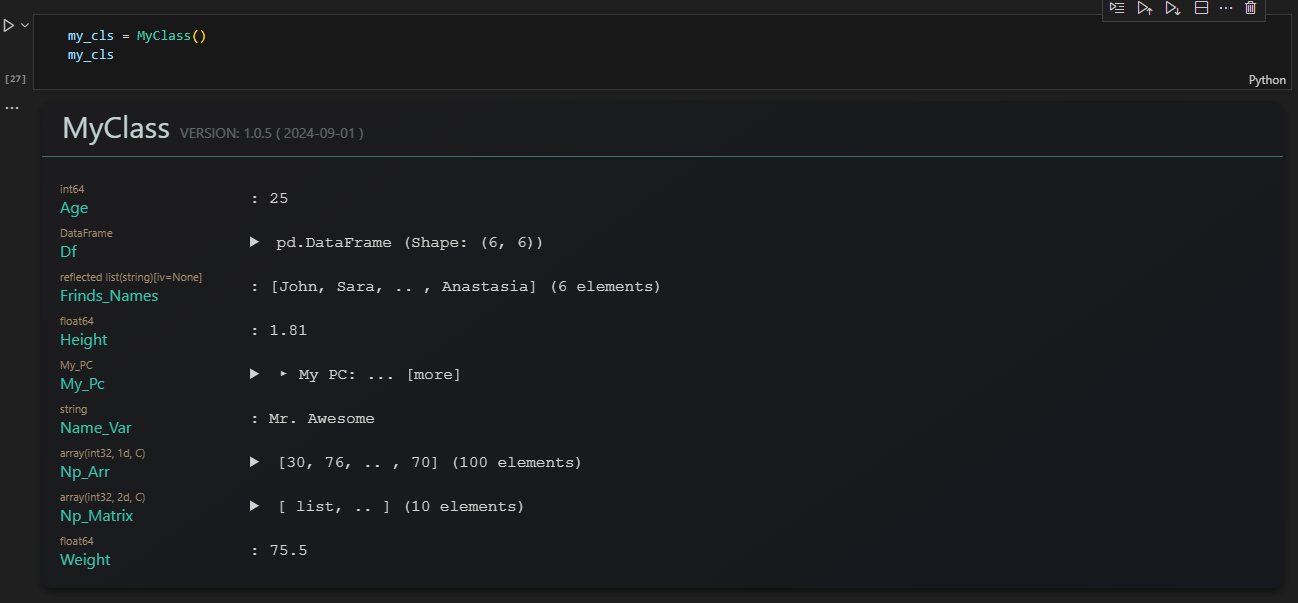 my_cls = MyClass()
my_cls
[27]
Python
...
MyClass VERSION: 1.0.5 ( 2024-09-01 )
int64
Age : 25
DataFrame
Df pd.DataFrame (Shape: (6, 6))
reflected list(string)[iv=None]
Frinds_Names : [John, Sara, .. , Anastasia] (6 elements)
float64
Height : 1.81
My_PC
My_Pc ▸ My PC: ... [more]
string
Name_Var : Mr. Awesome
array(int32, 1d, C)
Np_Arr [30, 76, .. , 70] (100 elements)
array(int32, 2d, C)
Np_Matrix [ list, .. ] (10 elements)
float64
Weight : 75.5